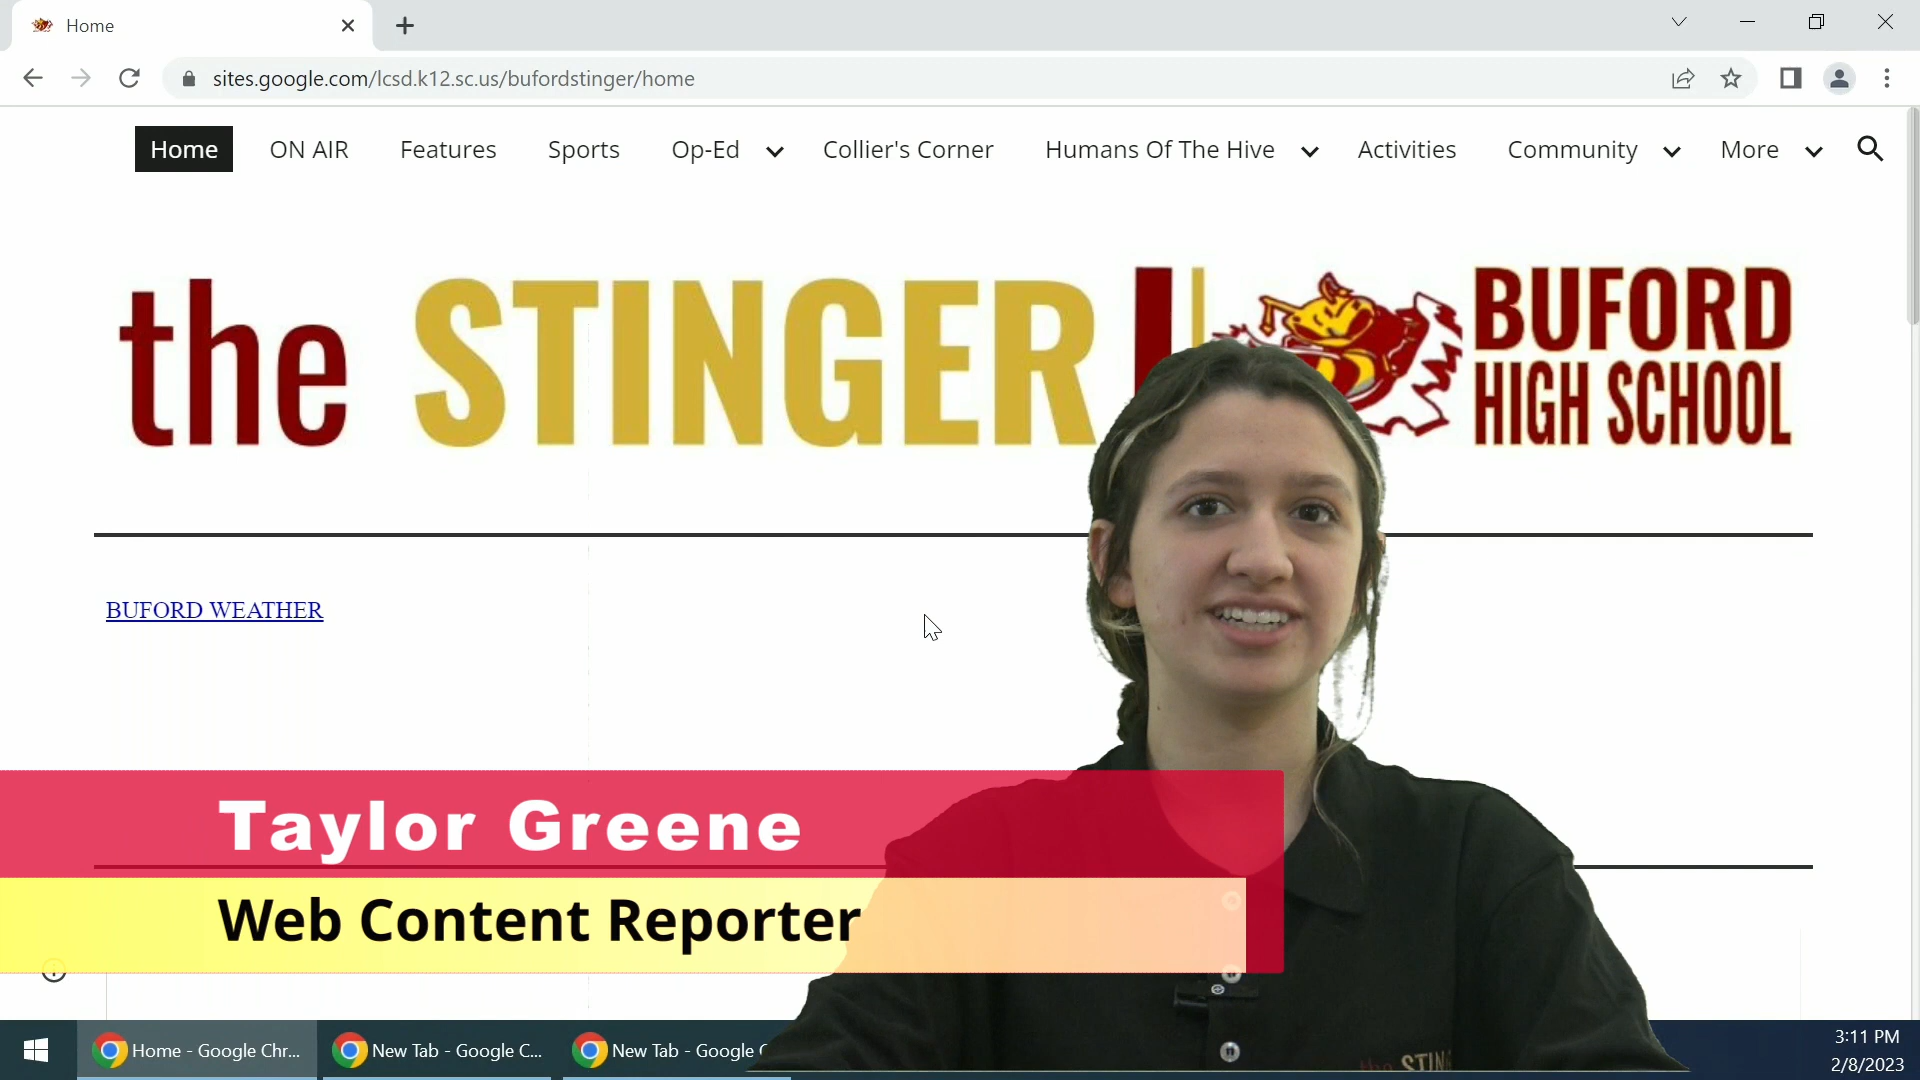 Home
sites.google.com/lcsd.k12.sc.us/bufordstinger/home
Home ON AIR Features Sports Op-Ed Collier's Corner Humans Of The Hive Activities Community More
the STINGER
BUFORD
HIGH SCHOOL
BUFORD WEATHER
Taylor Greene
Web Content Reporter
the STIN
Home - Google Chr...
New Tab - Google C...
New Tab - Google
3:11 PM
2/8/2023